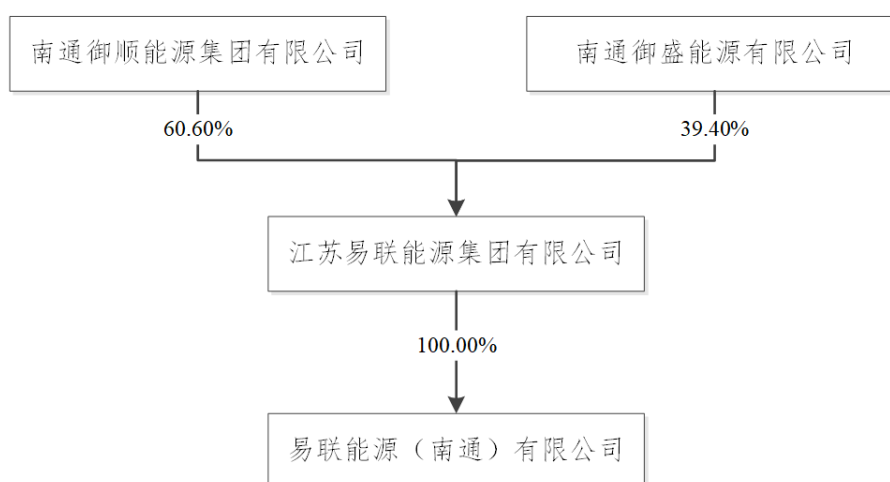 南通御顺能源集团有限公司
南通御盛能源有限公司
60.60%
39.40%
江苏易联能源集团有限公司
100.00%
易联能源（南通）有限公司